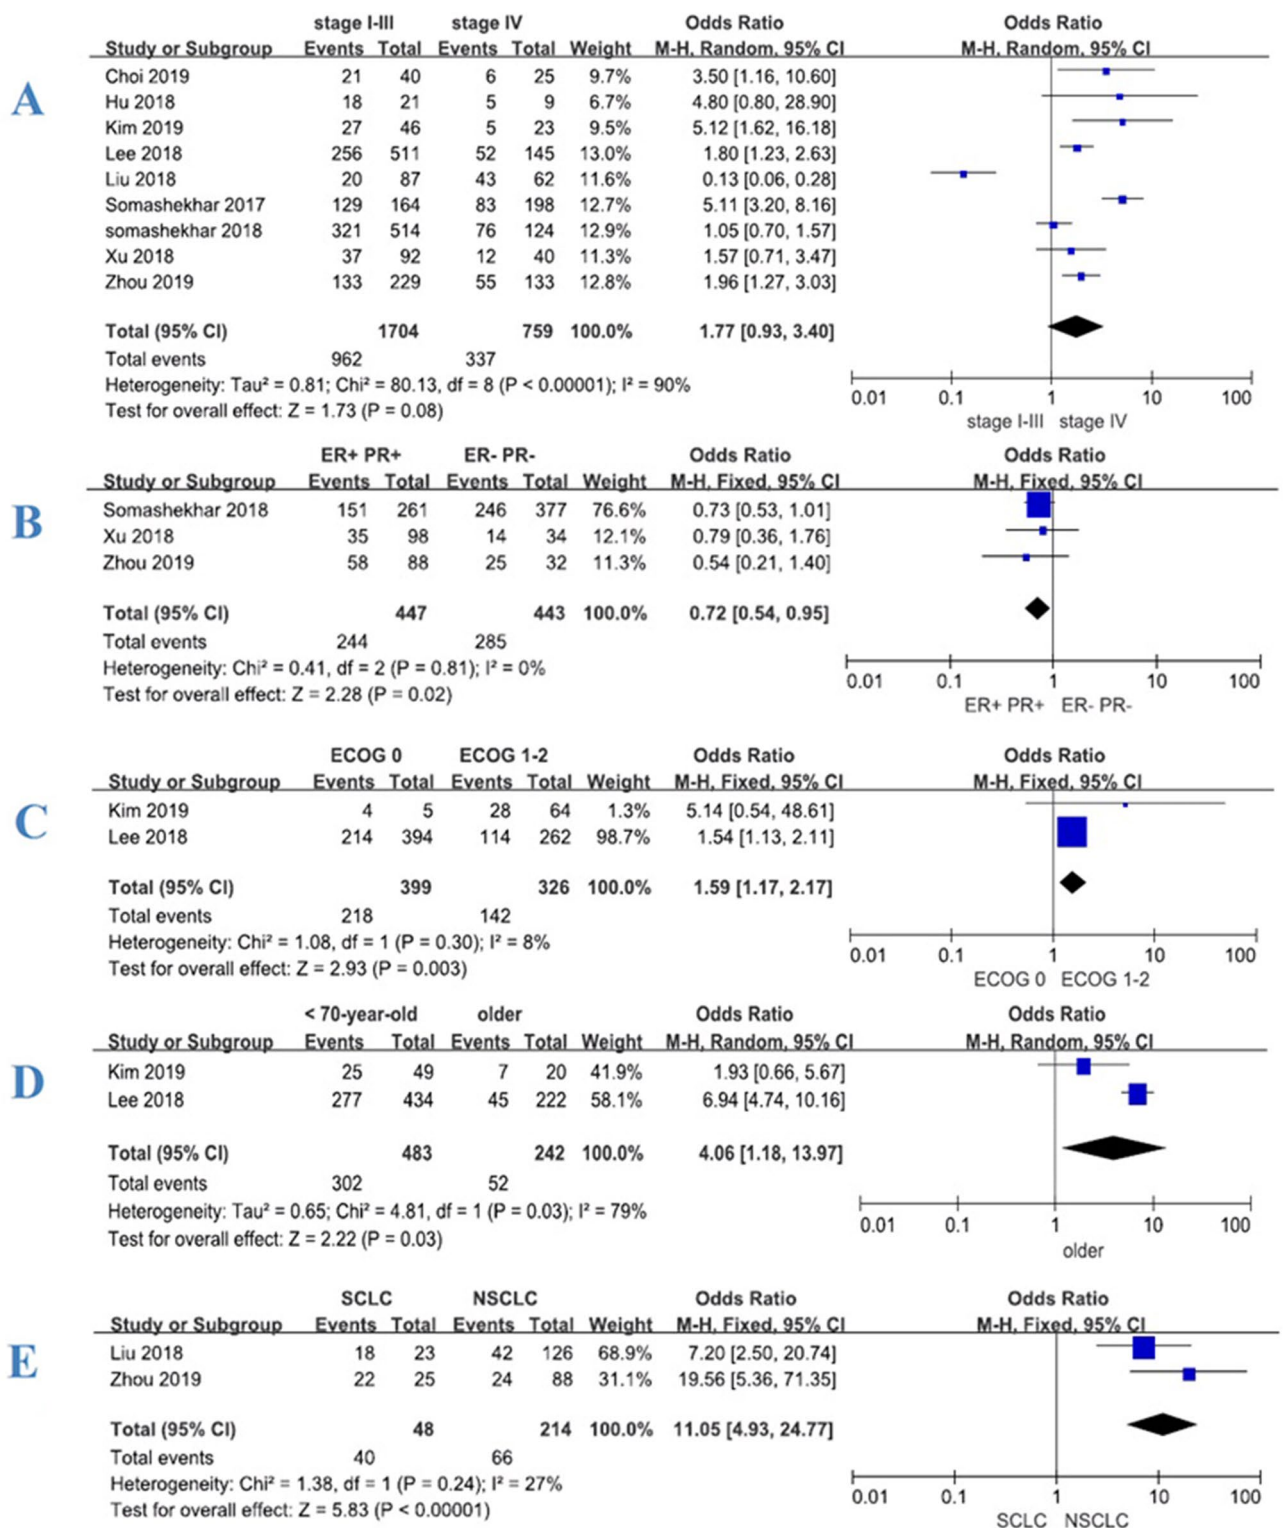 A
stage I-III stage IV Odds Ratio Odds Ratio
Study or Subgroup Events Total Events Total Weight M-H, Random, 95% CI M-H, Random, 95% CI
Choi 2019 21 40 6 25 9.7% 3.50 [1.16, 10.60]
Hu 2018 18 21 5 9 6.7% 4.80 [0.80, 28.90]
Kim 2019 27 46 5 23 9.5% 5.12 [1.62, 16.18]
Lee 2018 256 511 52 145 13.0% 1.80 [1.23, 2.63]
Liu 2018 20 87 43 62 11.6% 0.13 [0.06, 0.28]
Somashekhar 2017 129 164 83 198 12.7% 5.11 [3.20, 8.16]
somashekhar 2018 321 514 76 124 12.9% 1.05 [0.70, 1.57]
Xu 2018 37 92 12 40 11.3% 1.57 [0.71, 3.47]
Zhou 2019 133 229 55 133 12.8% 1.96 [1.27, 3.03]
Total (95% CI) 1704 759 100.0% 1.77 [0.93, 3.40]
Total events 962 337
Heterogeneity: Tau² = 0.81; Chi² = 80.13, df = 8 (P < 0.00001); I² = 90%
Test for overall effect: Z = 1.73 (P = 0.08)
0.01 0.1 1 10 100
stage I-III stage IV
B
ER+ PR+ ER- PR- Odds Ratio Odds Ratio
Study or Subgroup Events Total Events Total Weight M-H, Fixed, 95% CI M-H, Fixed, 95% CI
Somashekhar 2018 151 261 246 377 76.6% 0.73 [0.53, 1.01]
Xu 2018 35 98 14 34 12.1% 0.79 [0.36, 1.76]
Zhou 2019 58 88 25 32 11.3% 0.54 [0.21, 1.40]
Total (95% CI) 447 443 100.0% 0.72 [0.54, 0.95]
Total events 244 285
Heterogeneity: Chi² = 0.41, df = 2 (P = 0.81); I² = 0%
Test for overall effect: Z = 2.28 (P = 0.02)
0.01 0.1 1 10 100
ER+ PR+ ER- PR-
C
ECOG 0 ECOG 1-2 Odds Ratio Odds Ratio
Study or Subgroup Events Total Events Total Weight M-H, Fixed, 95% CI M-H, Fixed, 95% CI
Kim 2019 4 5 28 64 1.3% 5.14 [0.54, 48.61]
Lee 2018 214 394 114 262 98.7% 1.54 [1.13, 2.11]
Total (95% CI) 399 326 100.0% 1.59 [1.17, 2.17]
Total events 218 142
Heterogeneity: Chi² = 1.08, df = 1 (P = 0.30); I² = 8%
Test for overall effect: Z = 2.93 (P = 0.003)
0.01 0.1 1 10 100
ECOG 0 ECOG 1-2
D
< 70-year-old older Odds Ratio Odds Ratio
Study or Subgroup Events Total Events Total Weight M-H, Random, 95% CI M-H, Random, 95% CI
Kim 2019 25 49 7 20 41.9% 1.93 [0.66, 5.67]
Lee 2018 277 434 45 222 58.1% 6.94 [4.74, 10.16]
Total (95% CI) 483 242 100.0% 4.06 [1.18, 13.97]
Total events 302 52
Heterogeneity: Tau² = 0.65; Chi² = 4.81, df = 1 (P = 0.03); I² = 79%
Test for overall effect: Z = 2.22 (P = 0.03)
0.01 0.1 1 10 100
older
E
SCLC NSCLC Odds Ratio Odds Ratio
Study or Subgroup Events Total Events Total Weight M-H, Fixed, 95% CI M-H, Fixed, 95% CI
Liu 2018 18 23 42 126 68.9% 7.20 [2.50, 20.74]
Zhou 2019 22 25 24 88 31.1% 19.56 [5.36, 71.35]
Total (95% CI) 48 214 100.0% 11.05 [4.93, 24.77]
Total events 40 66
Heterogeneity: Chi² = 1.38, df = 1 (P = 0.24); I² = 27%
Test for overall effect: Z = 5.83 (P < 0.00001)
0.01 0.1 1 10 100
SCLC NSCLC